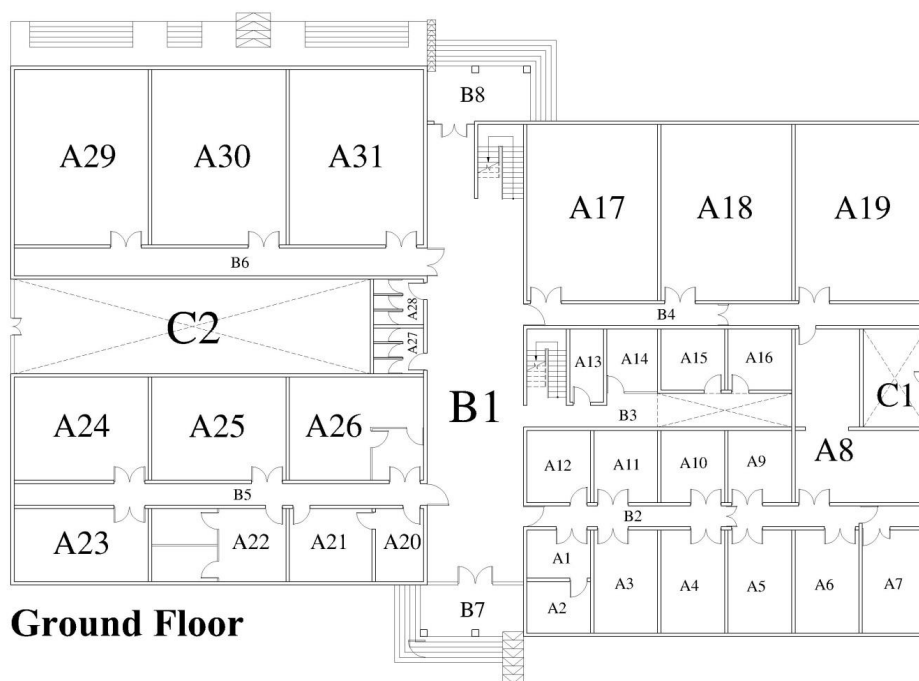 B8
A29 A30 A31
A17 A18 A19
B6
A28
B4
C2
A27
A13 A14 A15 A16
C1
B1
B3
A24 A25 A26
A8
A12 A11 A10 A9
B5
B2
A23 A22 A21 A20
A1
A3 A4 A5 A6 A7
A2
B7
Ground Floor